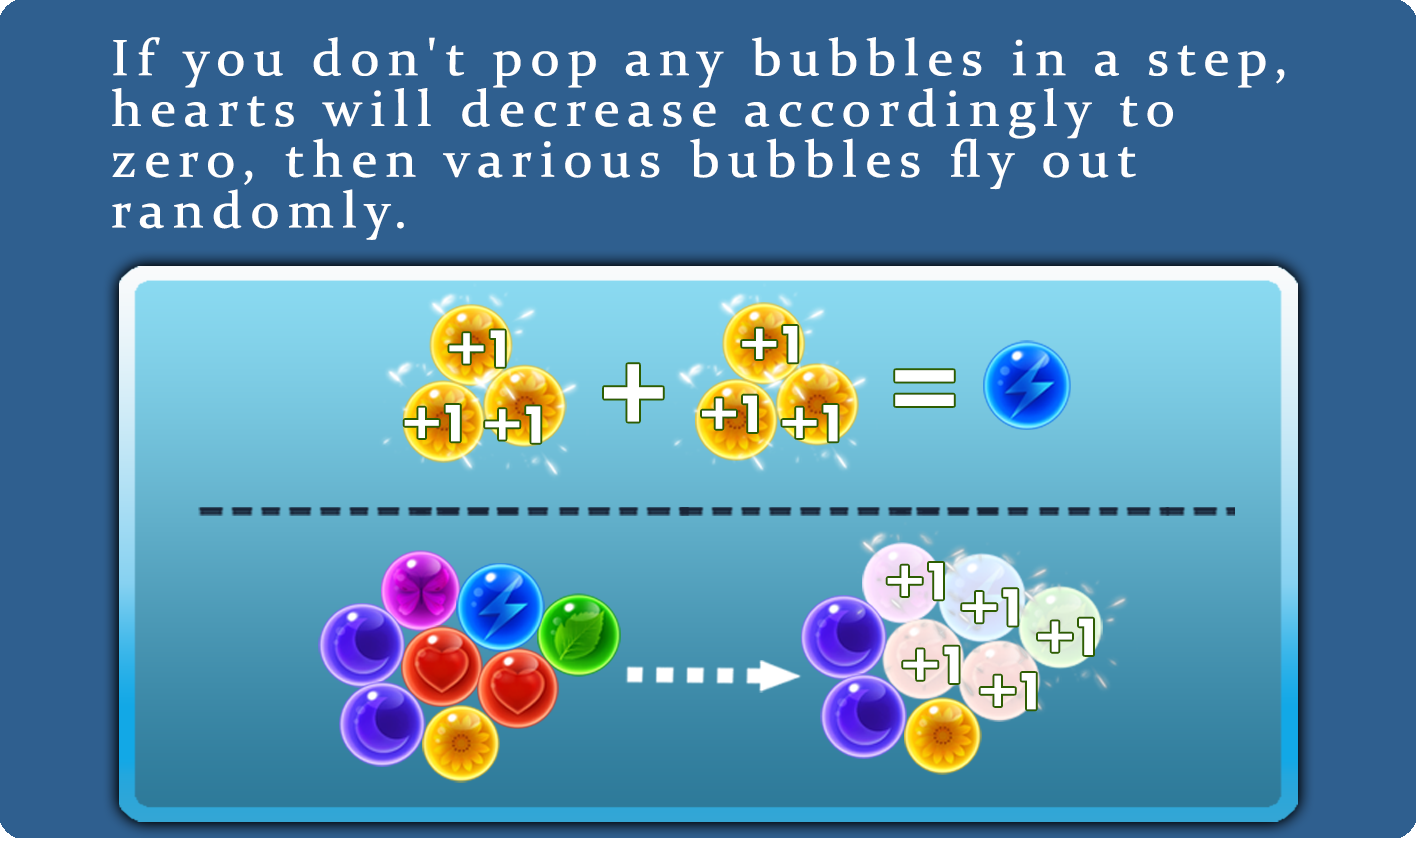 If you don't pop any bubbles in a step,
hearts will decrease accordingly to
zero, then various bubbles fly out
randomly.
+1 +1
+1 +1 + +1 +1 =
+1 +1 +1
+1 +1